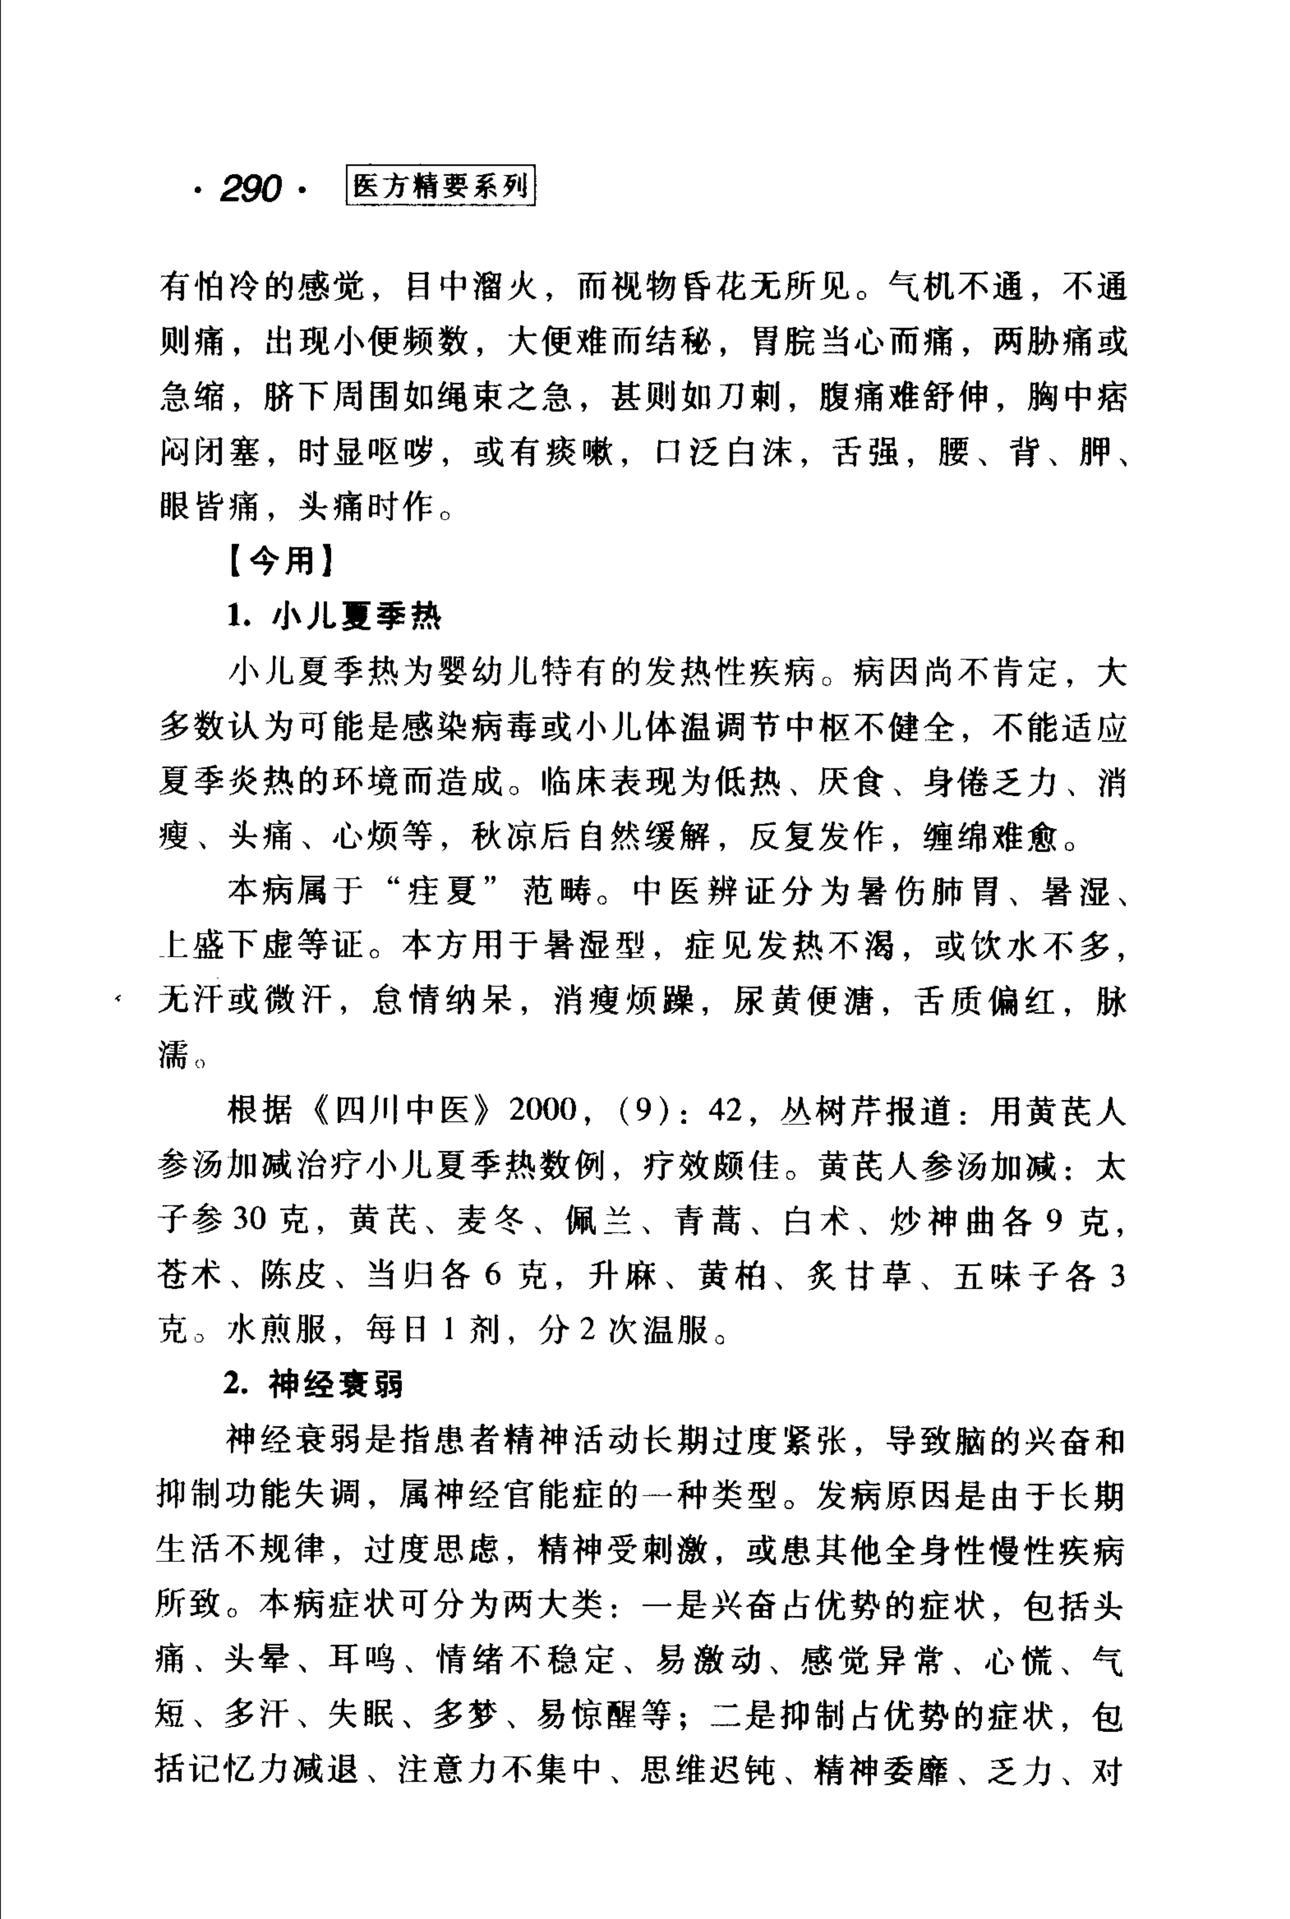 ·290· 医方精要系列
有怕冷的感觉，目中溜火，而视物昏花无所见。气机不通，不通
则痛，出现小便频数，大便难而结秘，胃脘当心而痛，两胁痛或
急缩，脐下周围如绳束之急，甚则如刀刺，腹痛难舒伸，胸中痞
闷闭塞，时显呕哕，或有痰嗽，口泛白沫，舌强，腰、背、胛、
眼皆痛，头痛时作。
【今用】
1. 小儿夏季热
小儿夏季热为婴幼儿特有的发热性疾病。病因尚不肯定，大
多数认为可能是感染病毒或小儿体温调节中枢不健全，不能适应
夏季炎热的环境而造成。临床表现为低热、厌食、身倦乏力、消
瘦、头痛、心烦等，秋凉后自然缓解，反复发作，缠绵难愈。
本病属于“疰夏”范畴。中医辨证分为暑伤肺胃、暑湿、
上盛下虚等证。本方用于暑湿型，症见发热不渴，或饮水不多，
无汗或微汗，怠情纳呆，消瘦烦躁，尿黄便溏，舌质偏红，脉
濡。
根据《四川中医》2000，（9）：42，丛树芹报道：用黄芪人
参汤加减治疗小儿夏季热数例，疗效颇佳。黄芪人参汤加减：太
子参 30 克，黄芪、麦冬、佩兰、青蒿、白术、炒神曲各 9 克，
苍术、陈皮、当归各 6 克，升麻、黄柏、炙甘草、五味子各 3
克。水煎服，每日 1 剂，分 2 次温服。
2. 神经衰弱
神经衰弱是指患者精神活动长期过度紧张，导致脑的兴奋和
抑制功能失调，属神经官能症的一种类型。发病原因是由于长期
生活不规律，过度思虑，精神受刺激，或患其他全身性慢性疾病
所致。本病症状可分为两大类：一是兴奋占优势的症状，包括头
痛、头晕、耳鸣、情绪不稳定、易激动、感觉异常、心慌、气
短、多汗、失眠、多梦、易惊醒等；二是抑制占优势的症状，包
括记忆力减退、注意力不集中、思维迟钝、精神委靡、乏力、对